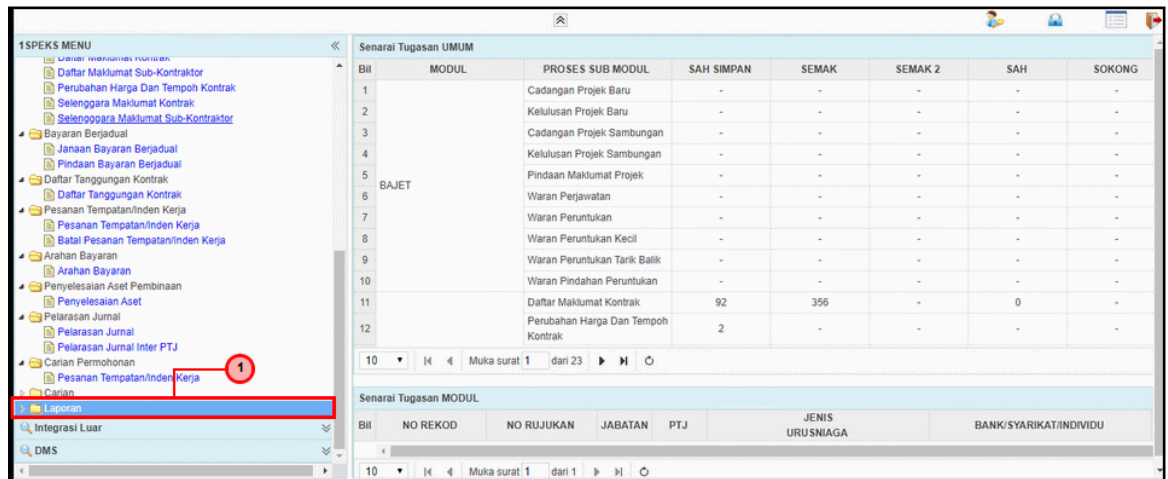 1SPEKS MENU
Daftar Maklumat Kontrak
Daftar Maklumat Sub-Kontraktor
Perubahan Harga Dan Tempoh Kontrak
Selenggara Maklumat Kontrak
Selengggara Maklumat Sub-Kontraktor
Bayaran Berjadual
Janaan Bayaran Berjadual
Pindaan Bayaran Berjadual
Daftar Tanggungan Kontrak
Daftar Tanggungan Kontrak
Pesanan Tempatan/Inden Kerja
Pesanan Tempatan/Inden Kerja
Batal Pesanan Tempatan/Inden Kerja
Arahan Bayaran
Arahan Bayaran
Penyelesaian Aset Pembinaan
Penyelesaian Aset
Pelarasan Jurnal
Pelarasan Jurnal
Pelarasan Jurnal Inter PTJ
Carian Permohonan
Pesanan Tempatan/Inden Kerja
1
Carian
Laporan
Integrasi Luar
DMS
Senarai Tugasan UMUM
Bil MODUL PROSES SUB MODUL SAH SIMPAN SEMAK SEMAK 2 SAH SOKONG
1 Cadangan Projek Baru - - - - -
2 Kelulusan Projek Baru - - - - -
3 Cadangan Projek Sambungan - - - - -
4 Kelulusan Projek Sambungan - - - - -
5 Pindaan Maklumat Projek - - - - -
BAJET
6 Waran Perjawatan - - - - -
7 Waran Peruntukan - - - - -
8 Waran Peruntukan Kecil - - - - -
9 Waran Peruntukan Tarik Balik - - - - -
10 Waran Pindahan Peruntukan - - - - -
11 Daftar Maklumat Kontrak 92 356 - 0 -
12 Perubahan Harga Dan Tempoh Kontrak 2 - - - -
10 Muka surat 1 dari 23
Senarai Tugasan MODUL
Bil NO REKOD NO RUJUKAN JABATAN PTJ JENIS URUSNIAGA BANK/SYARIKAT/INDIVIDU
10 Muka surat 1 dari 1